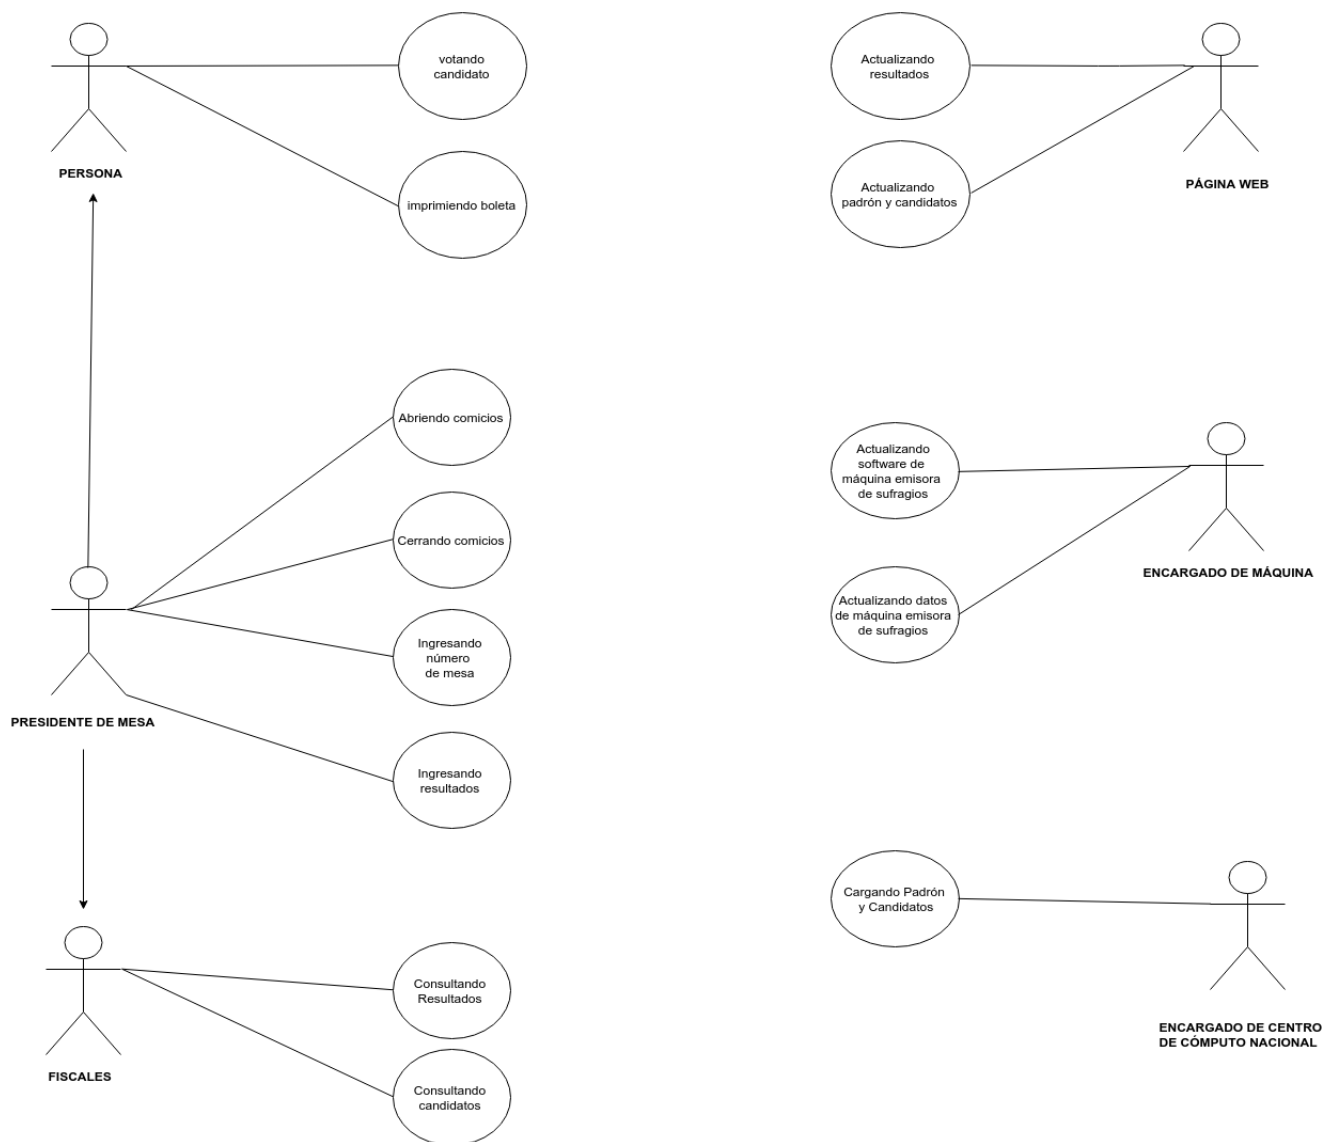 votando
candidato
PERSONA
imprimiendo boleta
Actualizando
resultados
Actualizando
padrón y candidatos
PÁGINA WEB
Abriendo comicios
Cerrando comicios
Ingresando
número
de mesa
PRESIDENTE DE MESA
Ingresando
resultados
Actualizando
software de
máquina emisora
de sufragios
ENCARGADO DE MÁQUINA
Actualizando datos
de máquina emisora
de sufragios
Cargando Padrón
y Candidatos
ENCARGADO DE CENTRO
DE CÓMPUTO NACIONAL
Consultando
Resultados
FISCALES
Consultando
candidatos